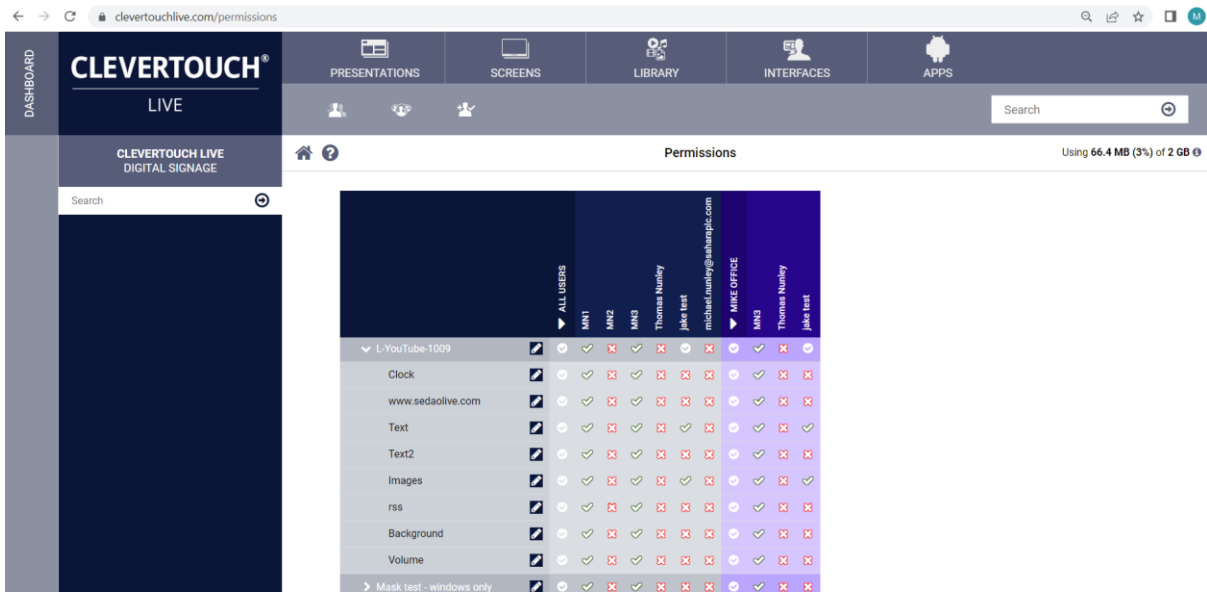 clevertouchlive.com/permissions
M
DASHBOARD
CLEVERTOUCH®
LIVE
PRESENTATIONS
SCREENS
LIBRARY
INTERFACES
APPS
Search
CLEVERTOUCH LIVE
DIGITAL SIGNAGE
Permissions
Using 66.4 MB (3%) of 2 GB
Search
ALL USERS
MN1
MN2
MN3
Thomas Nunley
jake test
michael.nunley@saharaplc.com
MIKE OFFICE
MN3
Thomas Nunley
jake test
L-YouTube-1009
Clock
www.sedaolive.com
Text
Text2
Images
rss
Background
Volume
Mask test - windows only